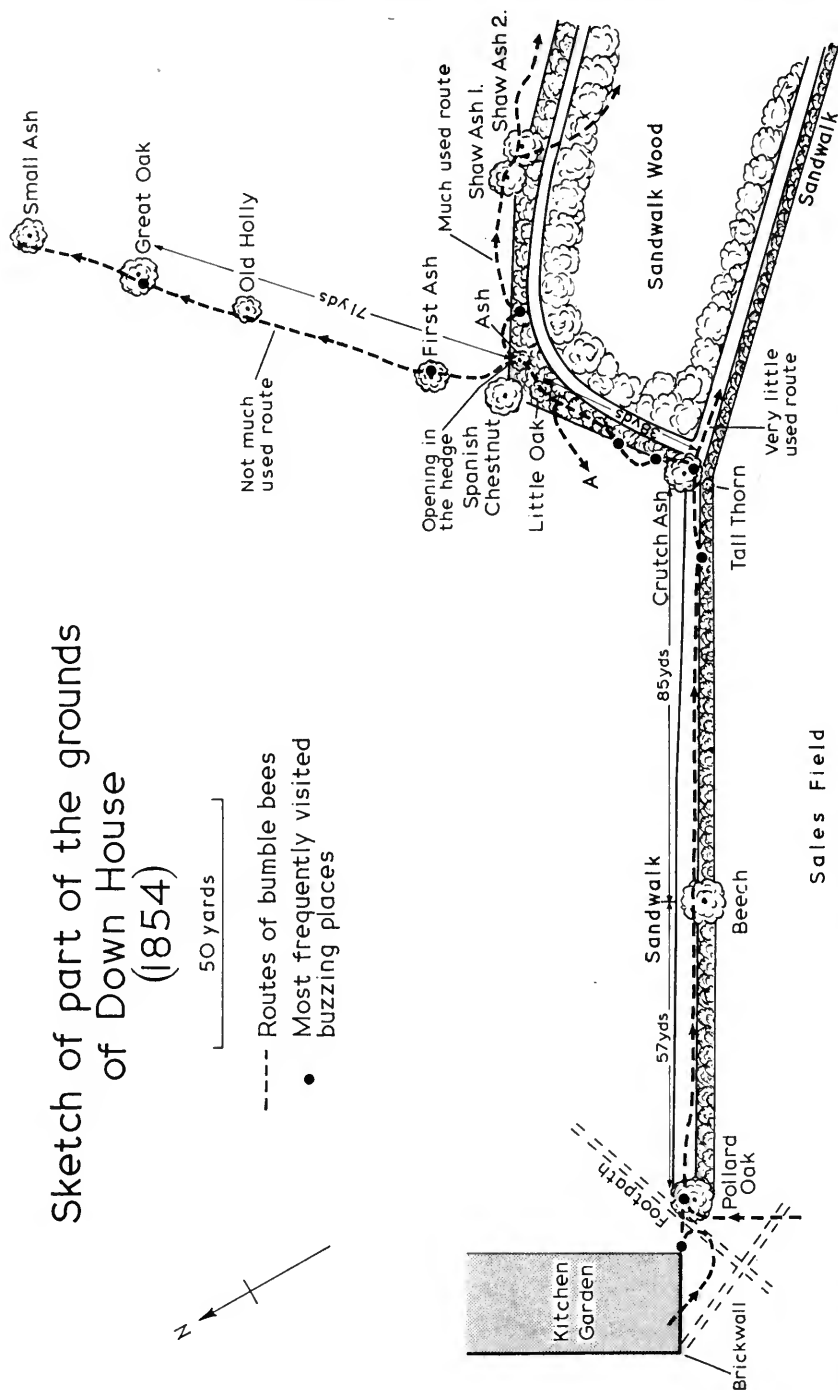 Sketch of part of the grounds
of Down House
(1854)
50 yards
Routes of bumble bees
Most frequently visited
buzzing places
N
Small Ash
Great Oak
Old Holly
71yds
Not much
used route
First Ash
Ash
Opening in
the hedge
Spanish
Chestnut
Little Oak
A
Much used route
Shaw Ash 1.
Shaw Ash 2.
Sandwalk Wood
38yds
Crutch Ash
Tall Thorn
Very little
used route
Sandwalk
85yds
Sandwalk
57yds
Beech
Sales Field
Footpath
Pollard
Oak
Kitchen
Garden
Brickwall